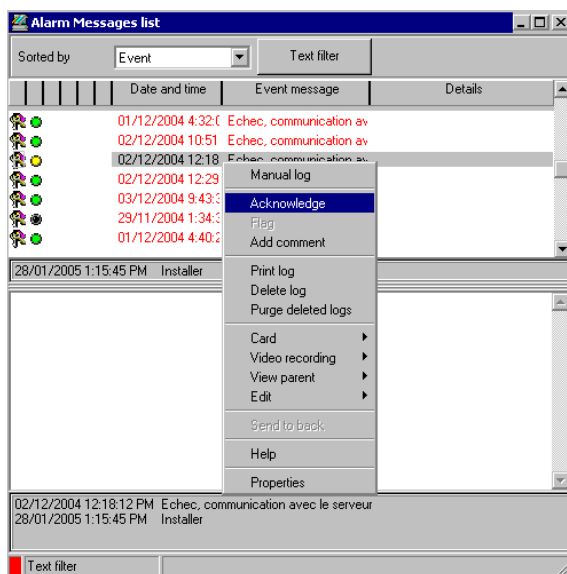 Alarm Messages list
Sorted by Event Text filter
Date and time Event message Details
01/12/2004 4:32:0 Echec, communication av
02/12/2004 10:51 Echec, communication av
02/12/2004 12:18 Echec, communication av
02/12/2004 12:29
03/12/2004 9:43:3
29/11/2004 1:34:3
01/12/2004 4:40:2
Manual log
Acknowledge
Flag
Add comment
Print log
Delete log
Purge deleted logs
Card
Video recording
View parent
Edit
Send to back
Help
Properties
28/01/2005 1:15:45 PM Installer
02/12/2004 12:18:12 PM Echec, communication avec le serveur
28/01/2005 1:15:45 PM Installer
Text filter